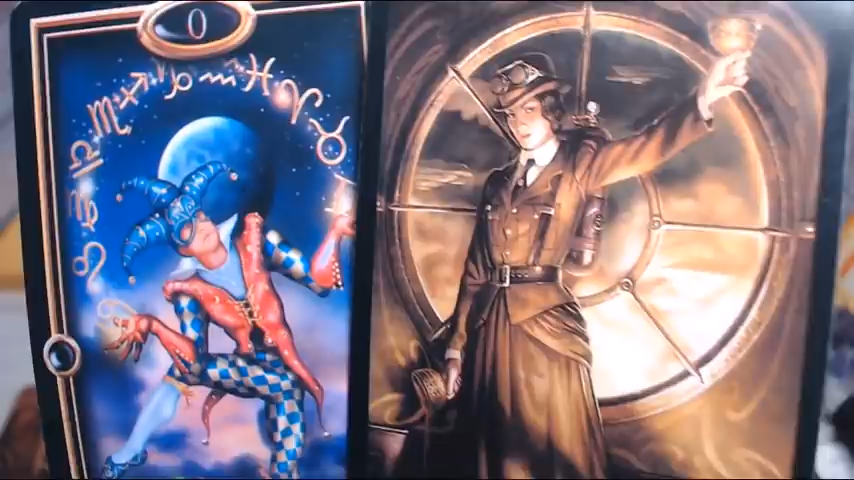 0
♌ ♍ ♎ ♏ ♐ ♑ ♒ ♓ ♈ ♉